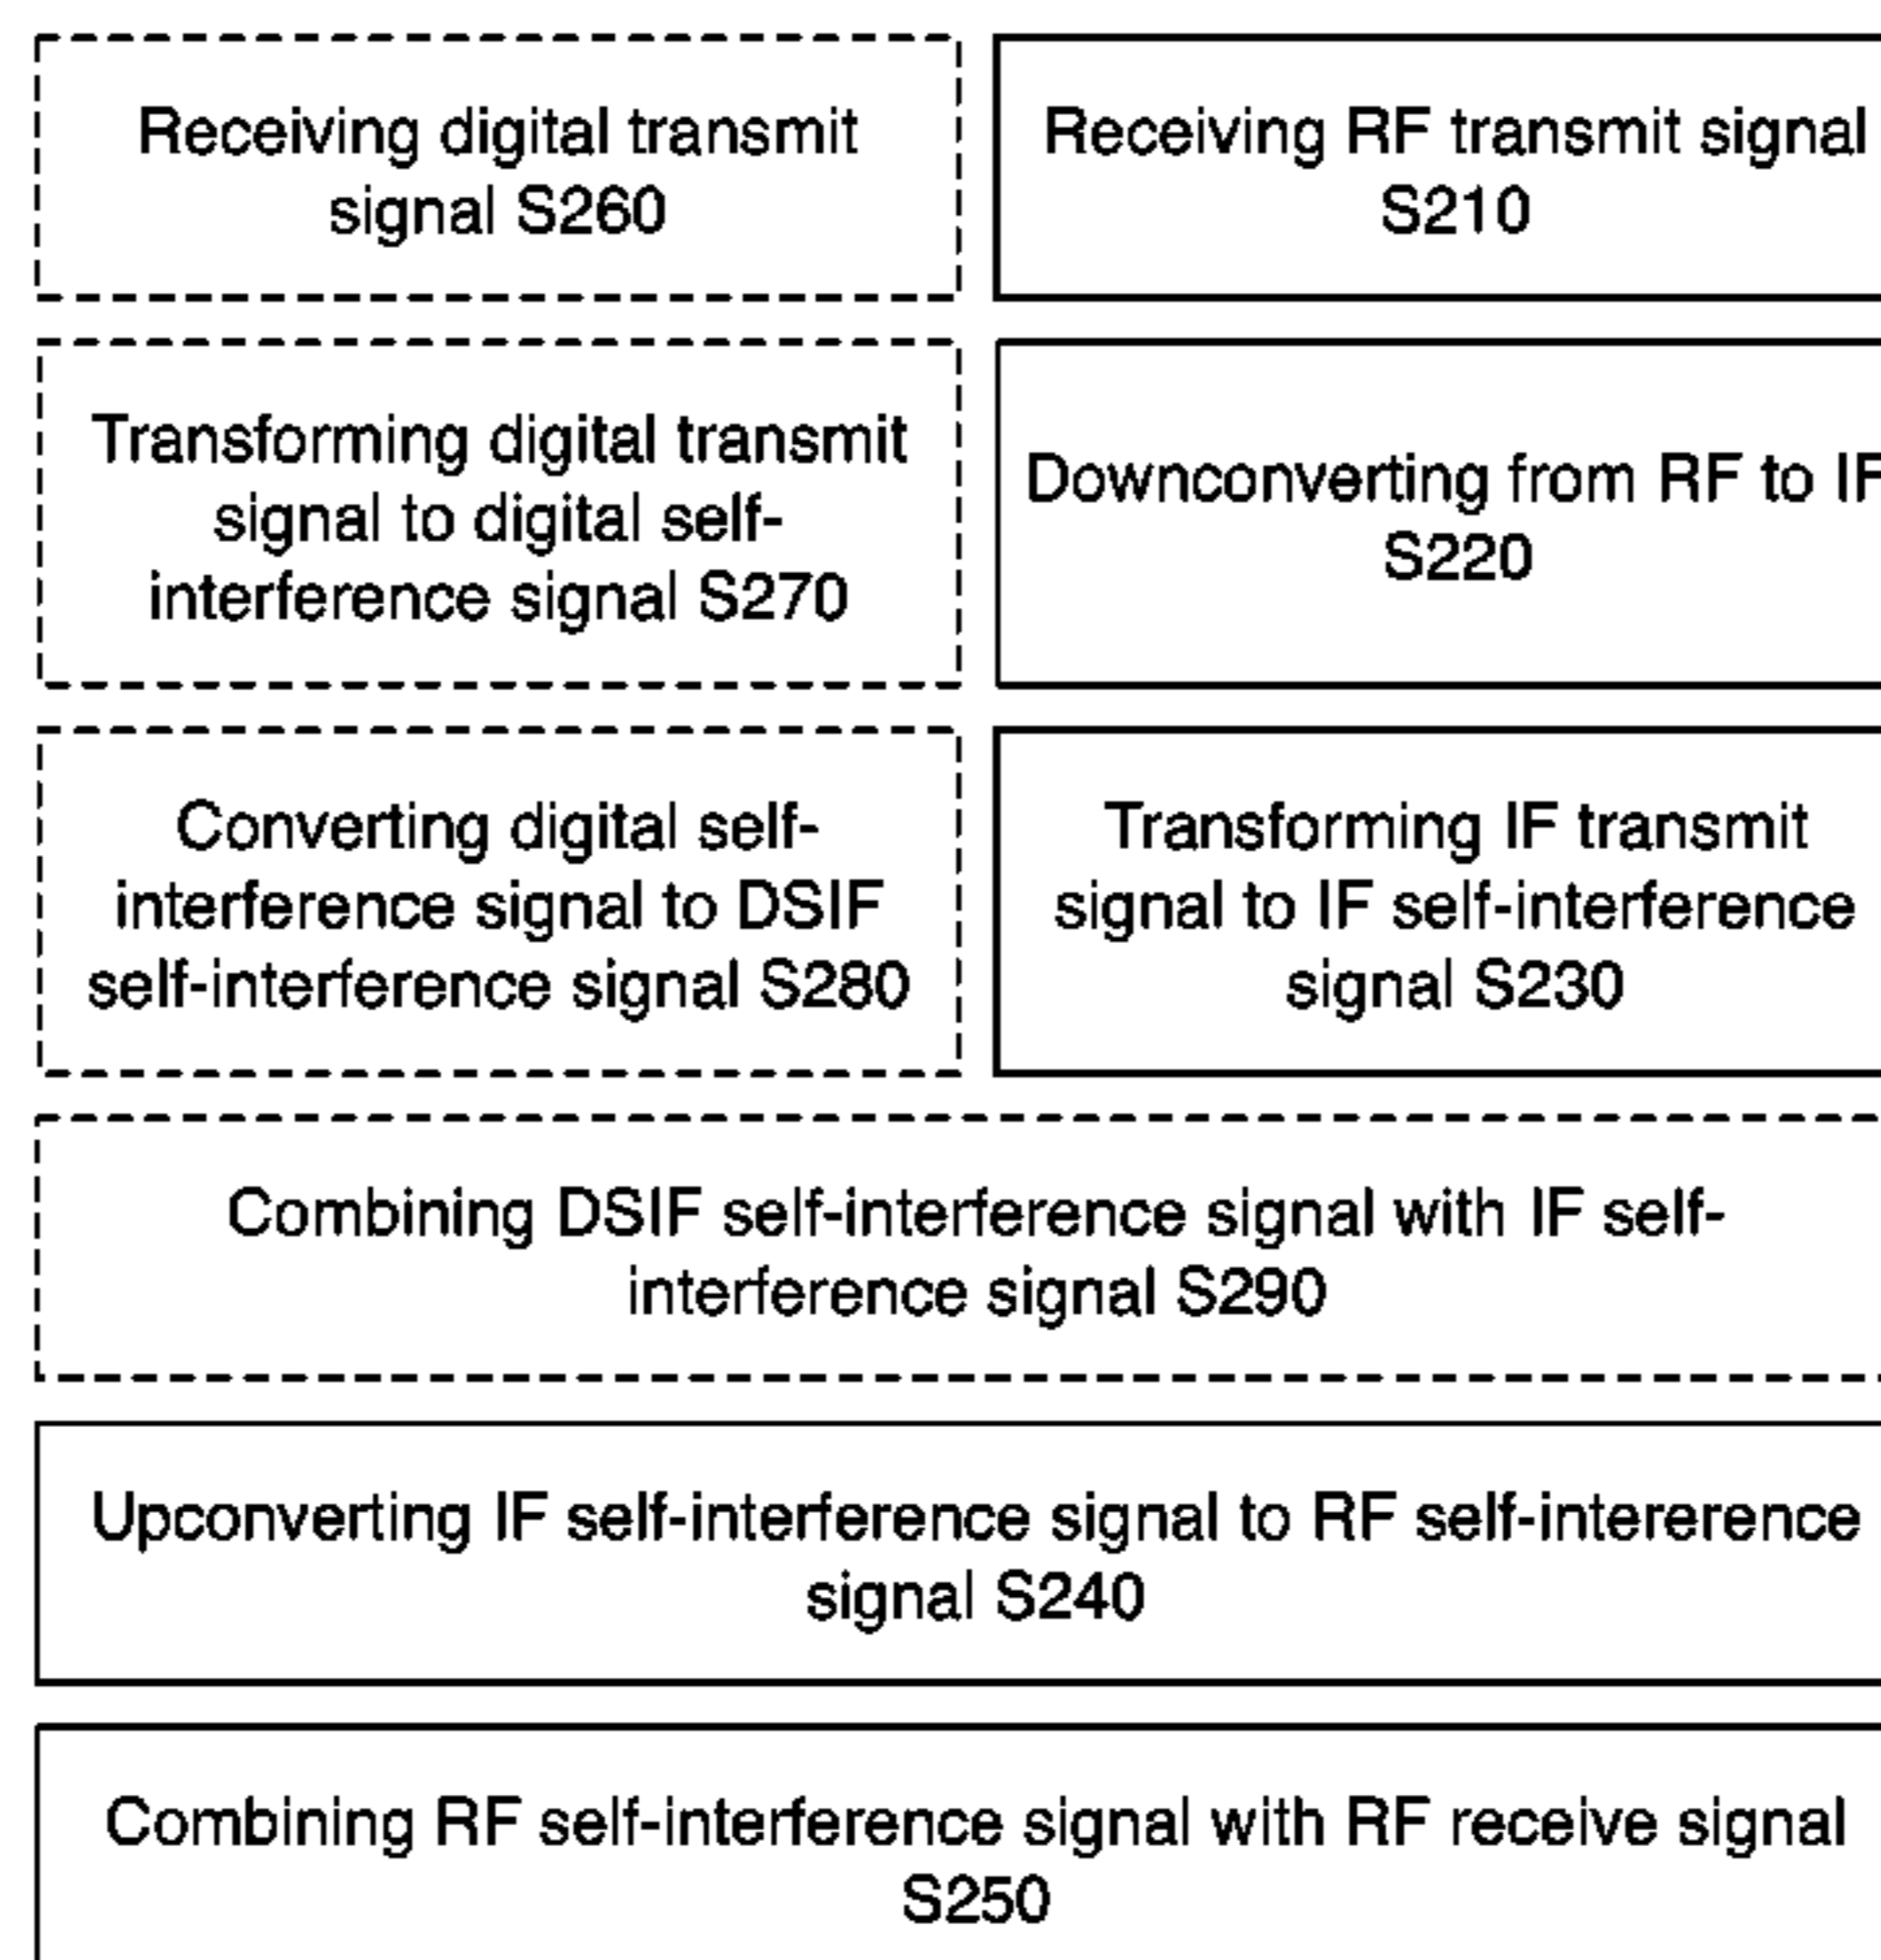 Receiving digital transmit
signal S260
Receiving RF transmit signal
S210
Transforming digital transmit
signal to digital self-
interference signal S270
Downconverting from RF to IF
S220
Converting digital self-
interference signal to DSIF
self-interference signal S280
Transforming IF transmit
signal to IF self-interference
signal S230
Combining DSIF self-interference signal with IF self-
interference signal S290
Upconverting IF self-interference signal to RF self-intererence
signal S240
Combining RF self-interference signal with RF receive signal
S250